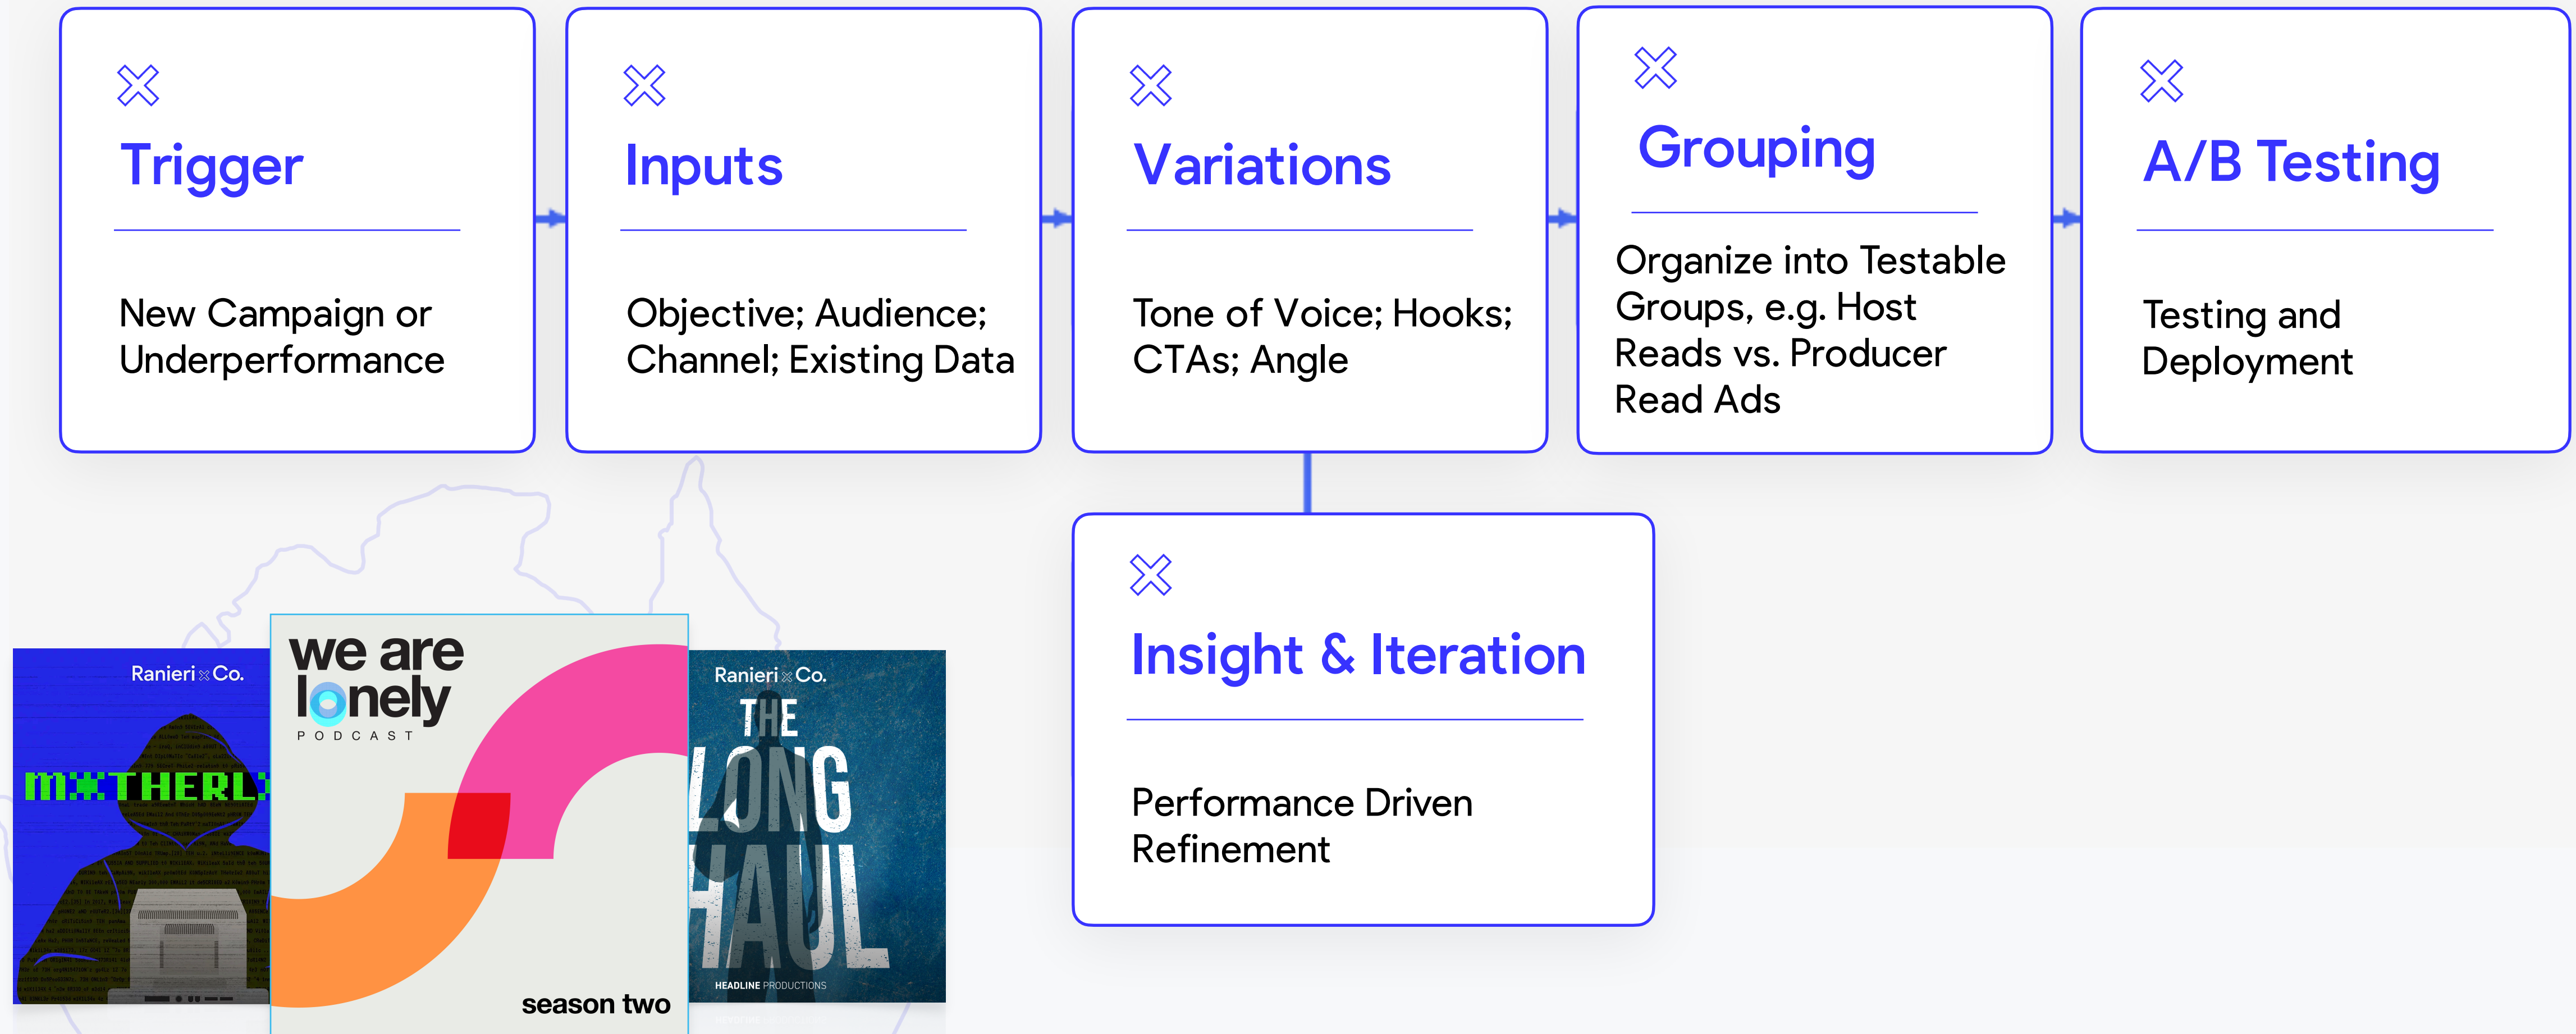 Trigger
New Campaign or
Underperformance
Inputs
Objective; Audience;
Channel; Existing Data
Variations
Tone of Voice; Hooks;
CTAs; Angle
Grouping
Organize into Testable
Groups, e.g. Host
Reads vs. Producer
Read Ads
A/B Testing
Testing and
Deployment
Insight & Iteration
Performance Driven
Refinement
Ranieri x Co.
we are
lonely
PODCAST
season two
Ranieri x Co.
THE
LONG
HAUL
HEADLINE PRODUCTIONS